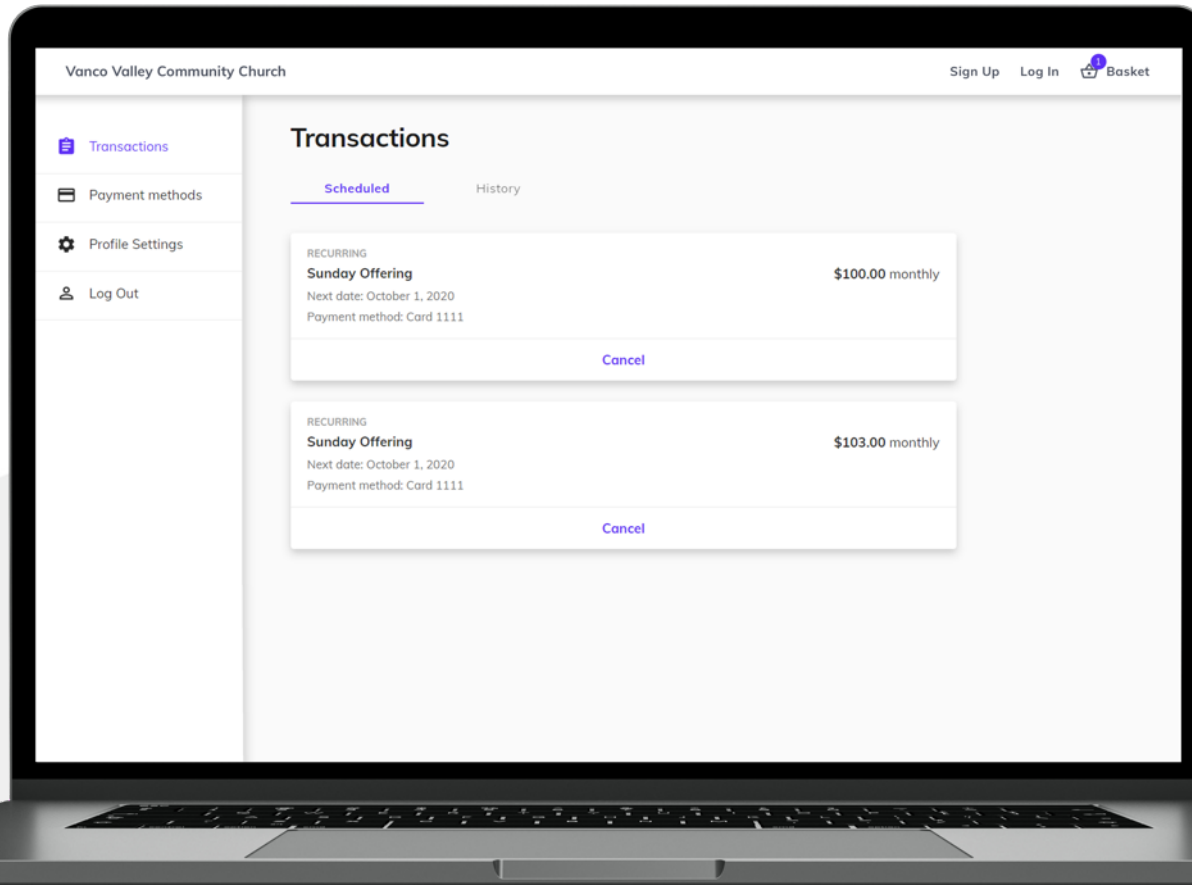 Vanco Valley Community Church
Sign Up Log In 1 Basket
Transactions
Payment methods
Profile Settings
Log Out
Transactions
Scheduled History
RECURRING
Sunday Offering
$100.00 monthly
Next date: October 1, 2020
Payment method: Card 1111
Cancel
RECURRING
Sunday Offering
$103.00 monthly
Next date: October 1, 2020
Payment method: Card 1111
Cancel